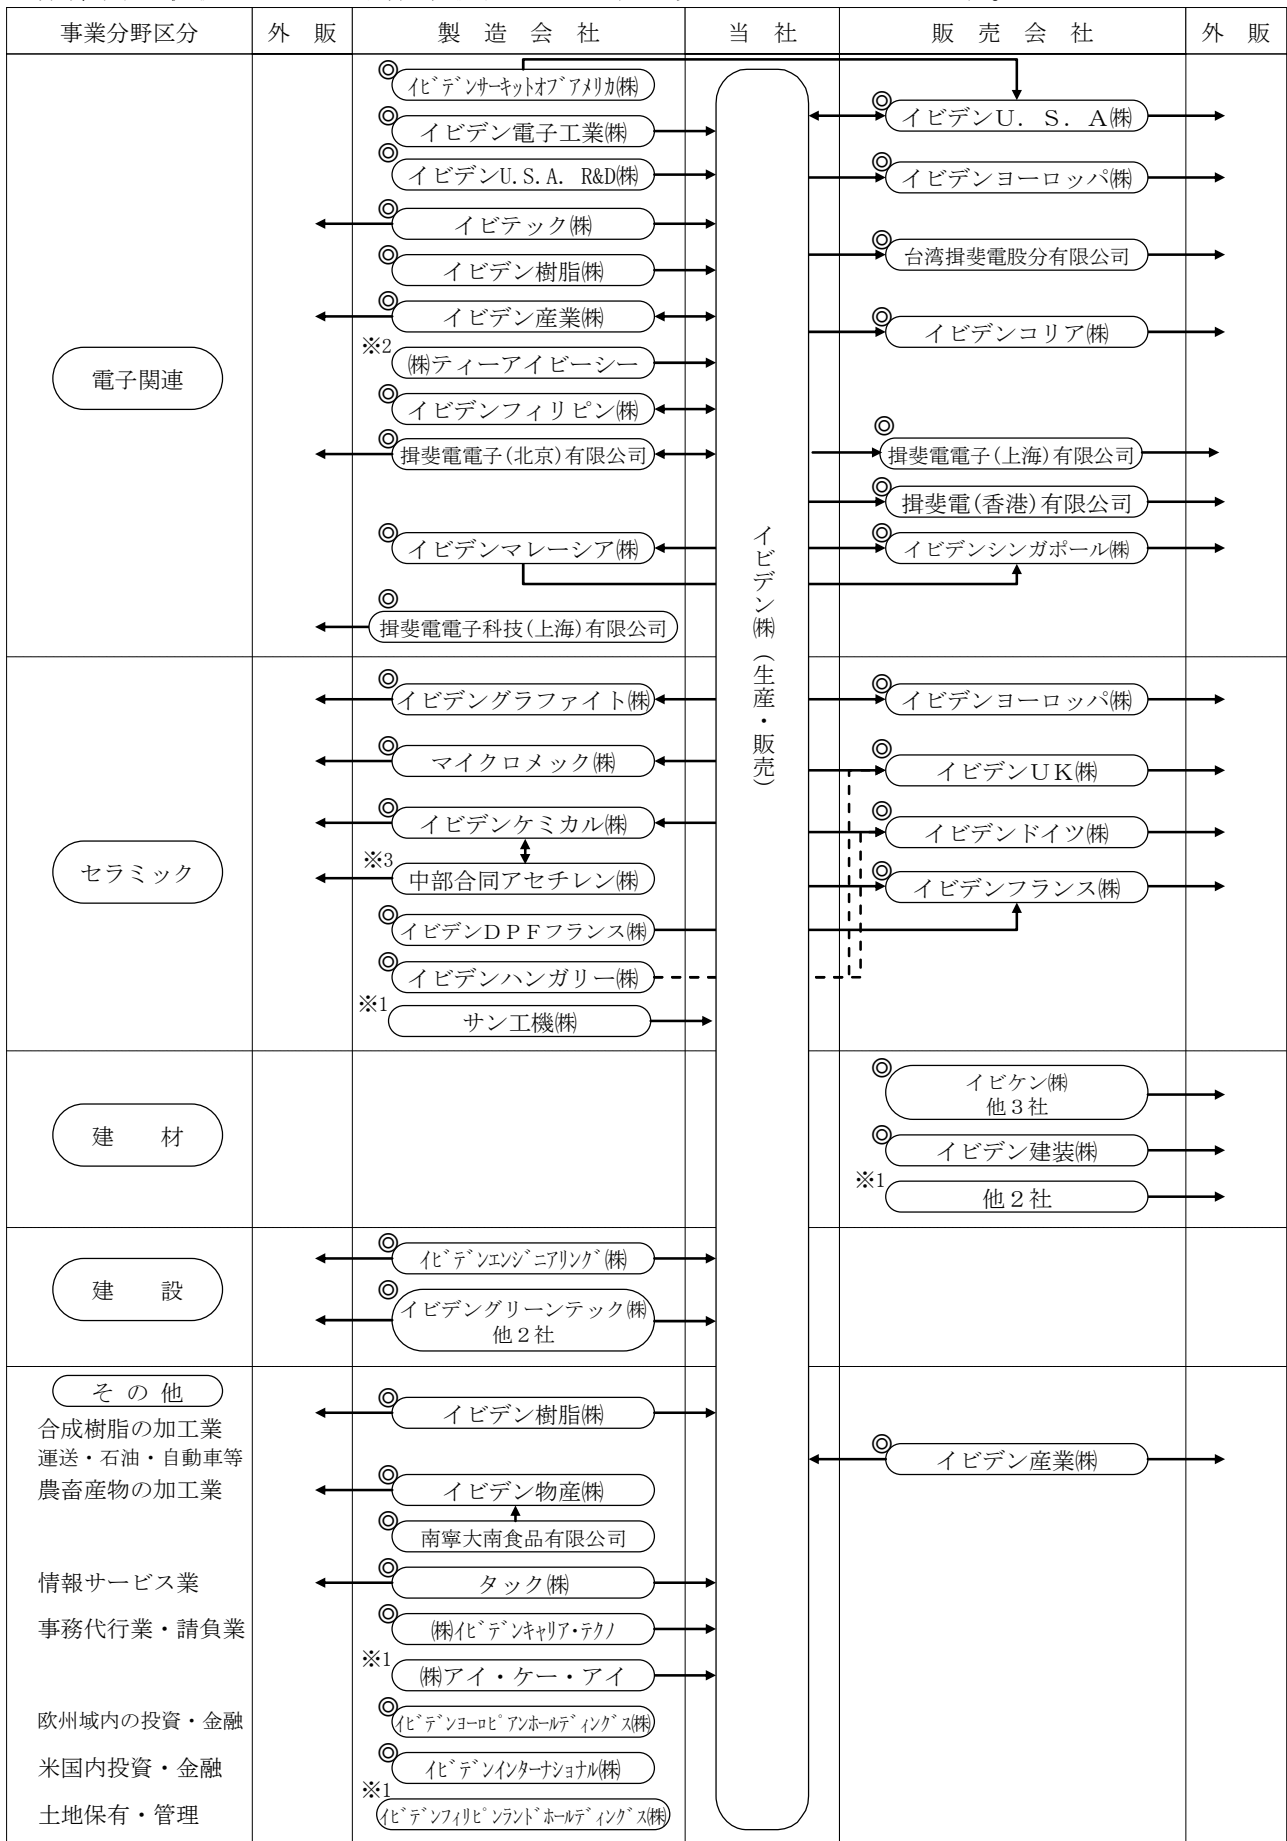 事業分野区分 外　販 製　造　会　社 当　社 販　売　会　社 外　販
電子関連
◎ イビデンサーキットオブアメリカ㈱
◎ イビデン電子工業㈱
◎ イビデンU.S.A. R&D㈱
◎ イビテック㈱
◎ イビデン樹脂㈱
◎ イビデン産業㈱
※2 ㈱ティーアイビーシー
◎ イビデンフィリピン㈱
◎ 揖斐電電子(北京)有限公司
◎ イビデンマレーシア㈱
◎ 揖斐電電子科技(上海)有限公司
イビデン㈱（生産・販売）
◎ イビデンＵ．Ｓ．Ａ㈱
◎ イビデンヨーロッパ㈱
◎ 台湾揖斐電股分有限公司
◎ イビデンコリア㈱
◎ 揖斐電電子(上海)有限公司
◎ 揖斐電(香港)有限公司
◎ イビデンシンガポール㈱
セラミック
◎ イビデングラファイト㈱
◎ マイクロメック㈱
◎ イビデンケミカル㈱
※3 中部合同アセチレン㈱
◎ イビデンＤＰＦフランス㈱
◎ イビデンハンガリー㈱
※1 サン工機㈱
◎ イビデンヨーロッパ㈱
◎ イビデンＵＫ㈱
◎ イビデンドイツ㈱
◎ イビデンフランス㈱
建　材
◎ イビケン㈱
他３社
◎ イビデン建装㈱
※1 他２社
建　設
◎ イビデンエンジニアリング㈱
◎ イビデングリーンテック㈱
他２社
そ の 他
合成樹脂の加工業
◎ イビデン樹脂㈱
運送・石油・自動車等
◎ イビデン産業㈱
農畜産物の加工業
◎ イビデン物産㈱
◎ 南寧大南食品有限公司
情報サービス業
◎ タック㈱
事務代行業・請負業
◎ ㈱イビデンキャリア・テクノ
※1 ㈱アイ・ケー・アイ
欧州域内の投資・金融
◎ イビデンヨーロピアンホールディングス㈱
米国内投資・金融
◎ イビデンインターナショナル㈱
土地保有・管理
※1 イビデンフィリピンランドホールディングス㈱